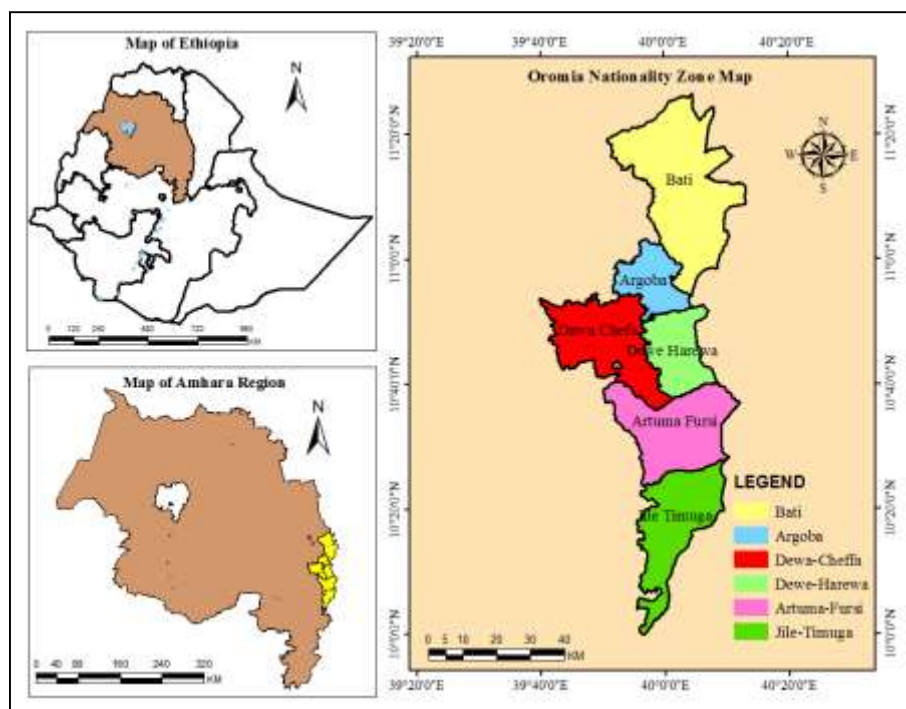 Map of Ethiopia
N
0 120 240 480 720 960
KM
Map of Amhara Region
N
0 40 80 160 240 320
KM
39°20'0"E 39°40'0"E 40°0'0"E 40°20'0"E
Oromia Nationality Zone Map
N
W E
S
11°20'0"N 11°20'0"N
Bati
11°0'0"N 11°0'0"N
Argoba
Dewa Cheffa
Dewe Harewa
10°40'0"N 10°40'0"N
Artuma Fursi
10°20'0"N 10°20'0"N
Jile Timuga
LEGEND
Bati
Argoba
Dewa-Cheffa
Dewe-Harewa
Artuma-Fursi
Jile-Timuga
10°0'0"N 10°0'0"N
0 5 10 20 30 40
KM
39°20'0"E 39°40'0"E 40°0'0"E 40°20'0"E